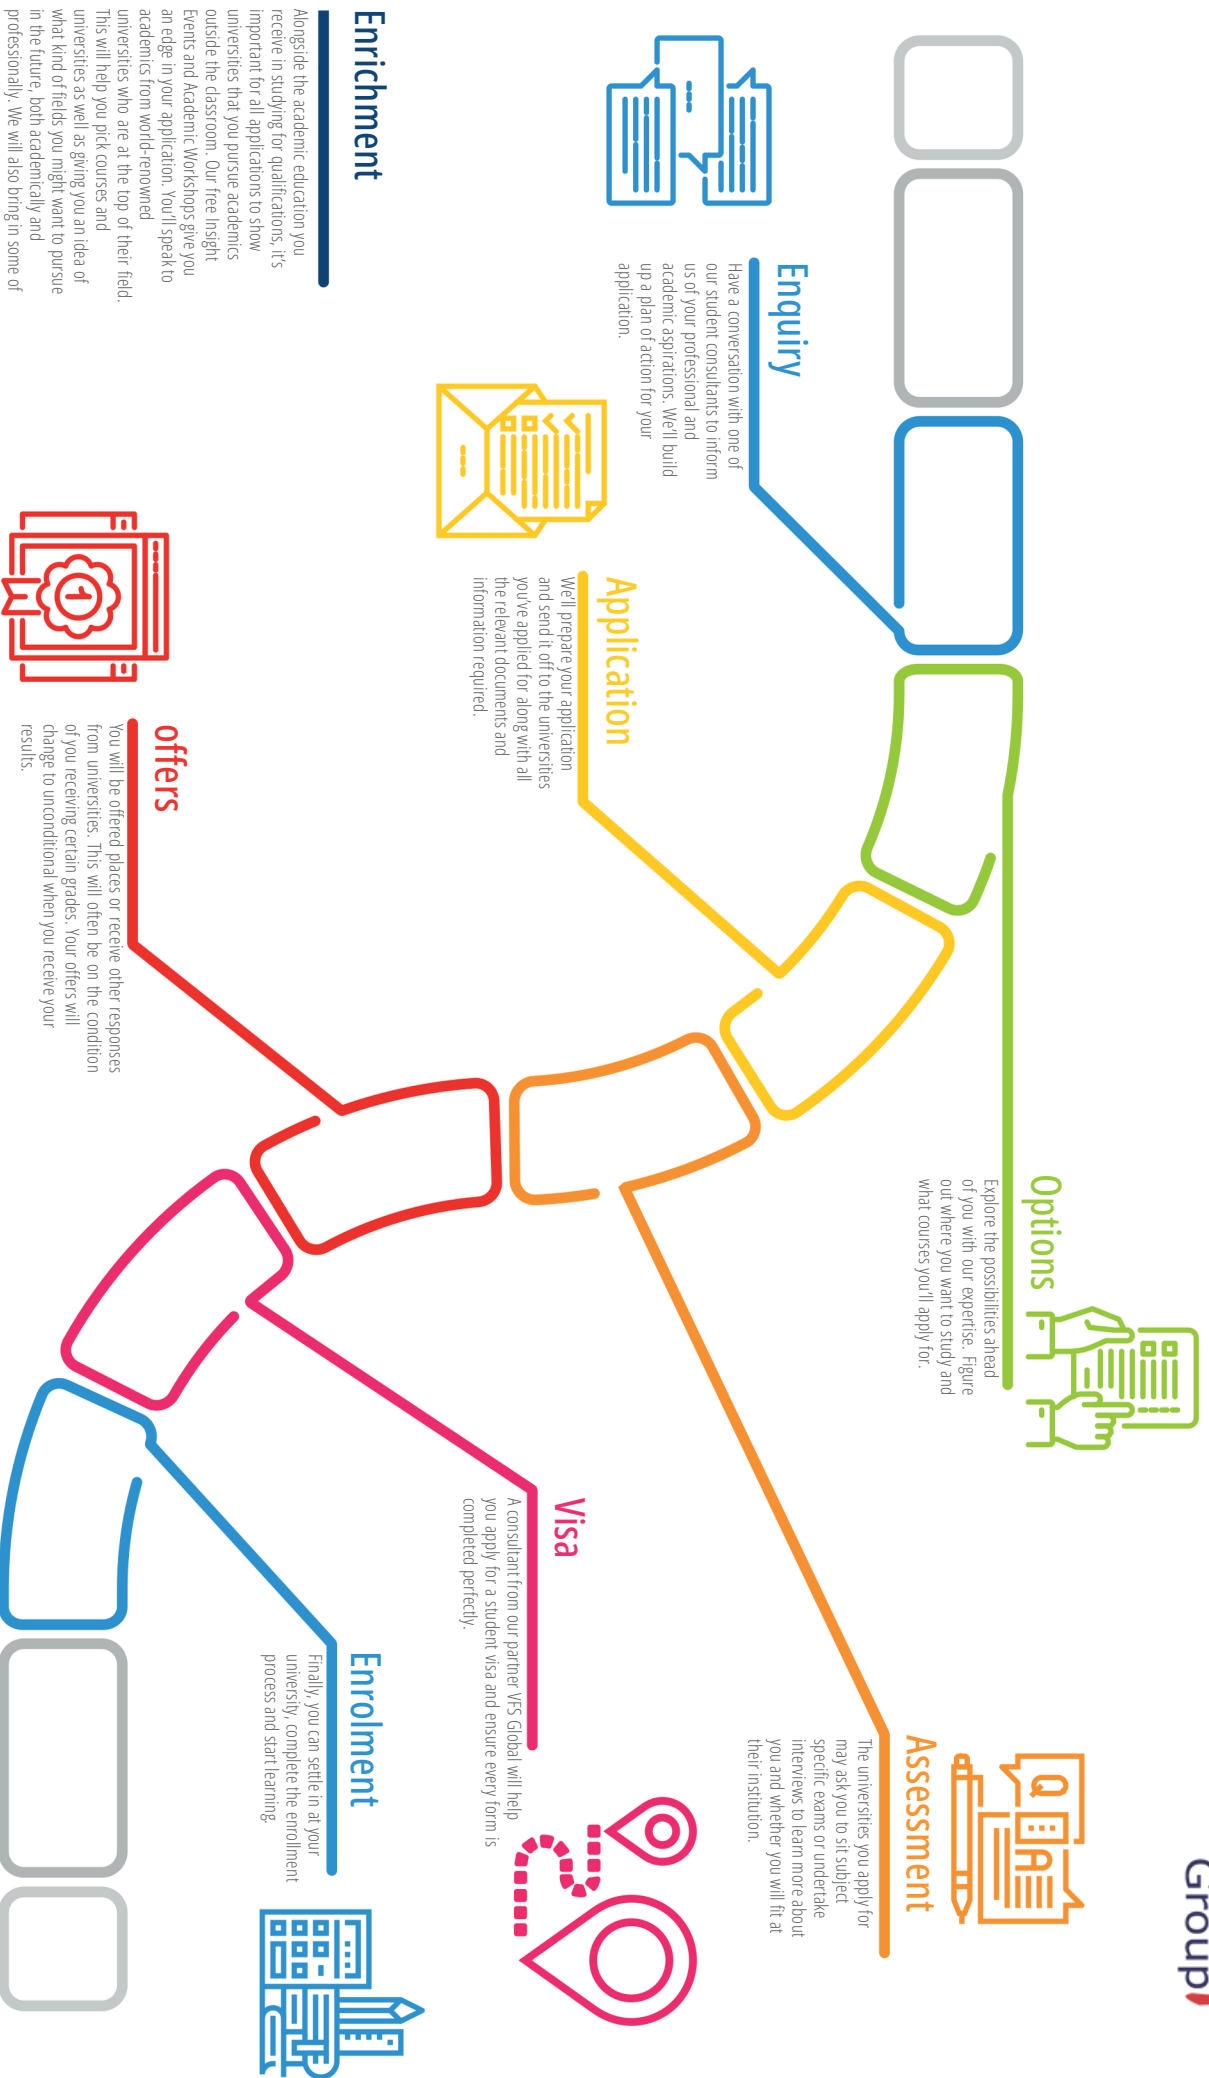 Group
Options
Explore the possibilities ahead
of you with our expertise. Figure
out where you want to study and
what courses you'll apply for.
Q
A
Assessment
The universities you apply for
may ask you to sit subject
specific exams or undertake
interviews to learn more about
you and whether you will fit at
their institution.
Enquiry
Have a conversation with one of
our student consultants to inform
us of your professional and
academic aspirations. We'll build
up a plan of action for your
application.
Application
We'll prepare your application
and send it off to the universities
you've applied for along with all
the relevant documents and
information required.
Visa
A consultant from our partner VFS Global will help
you apply for a student visa and ensure every form is
completed perfectly.
Enrolment
Finally, you can settle in at your
university, complete the enrollment
process and start learning.
Enrichment
Alongside the academic education you
receive in studying for qualifications, it's
important for all applications to show
universities that you pursue academics
outside the classroom. Our free Insight
Events and Academic Workshops give you
an edge in your application. You'll speak to
academics from world-renowned
universities who are at the top of their field.
This will help you pick courses and
universities as well as giving you an idea of
what kind of fields you might want to pursue
in the future, both academically and
professionally. We will also bring in some of
1
offers
You will be offered places or receive other responses
from universities. This will often be on the condition
of you receiving certain grades. Your offers will
change to unconditional when you receive your
results.